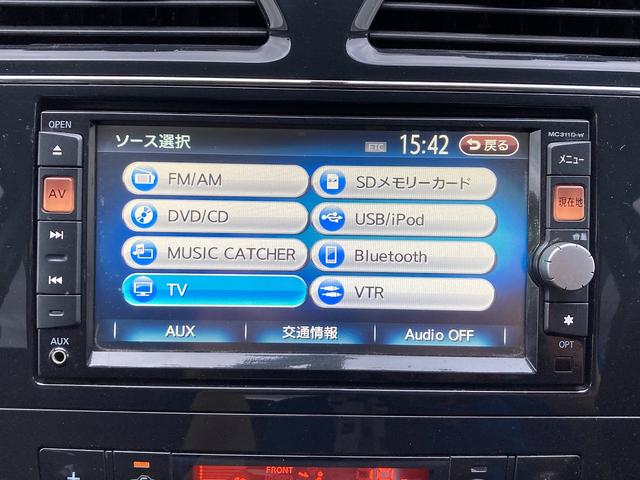 OPEN
MC311D-W
ソース選択
ETC
15:42
戻る
メニュー
AV
FM/AM
SDメモリーカード
現在地
DVD/CD
USB/iPod
MUSIC CATCHER
Bluetooth
TV
VTR
AUX
交通情報
Audio OFF
AUX
OPT
FRONT